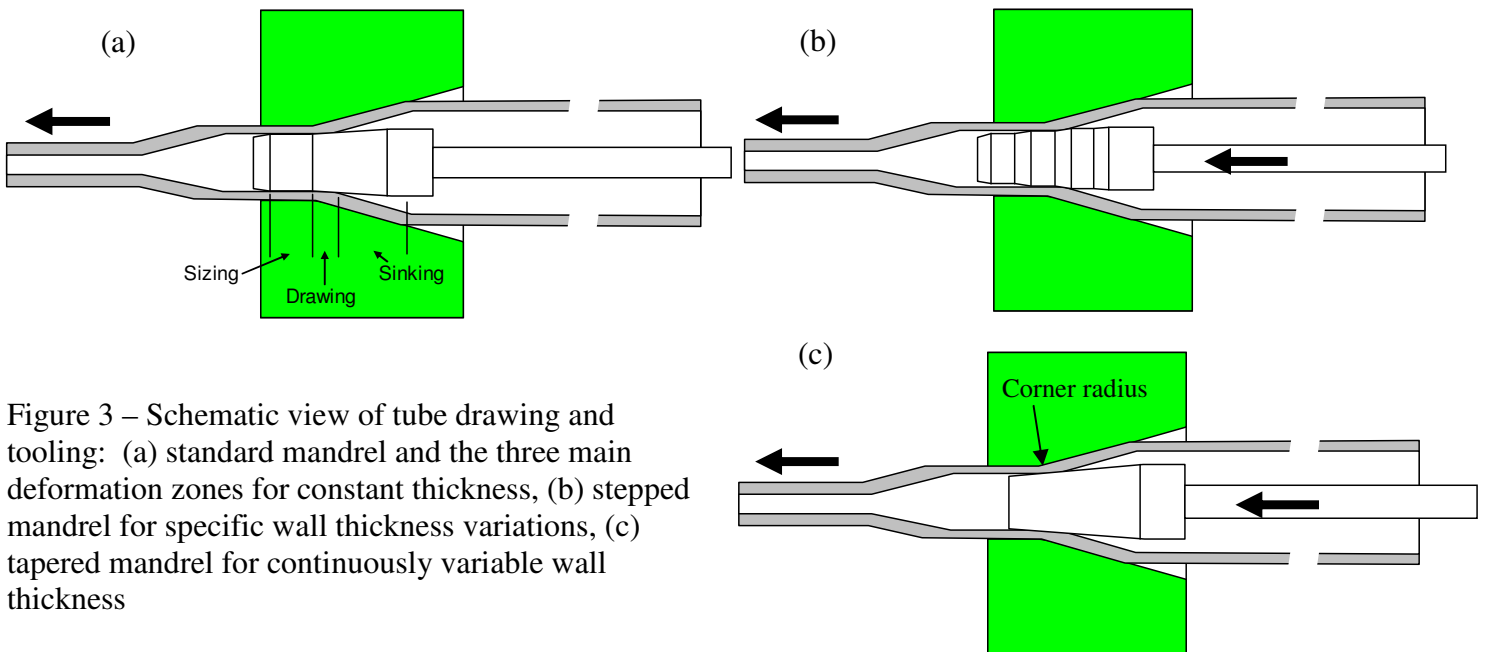 (a)
Sizing
Drawing
Sinking
(b)
(c)
Corner radius
Figure 3 – Schematic view of tube drawing and
tooling:  (a) standard mandrel and the three main
deformation zones for constant thickness, (b) stepped
mandrel for specific wall thickness variations, (c)
tapered mandrel for continuously variable wall
thickness